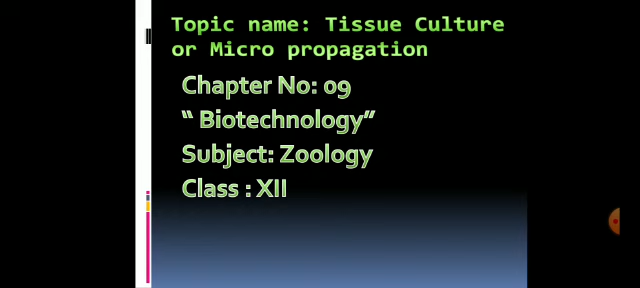 Topic name: Tissue Culture
or Micro propagation
Chapter No: 09
“ Biotechnology”
Subject: Zoology
Class : XII